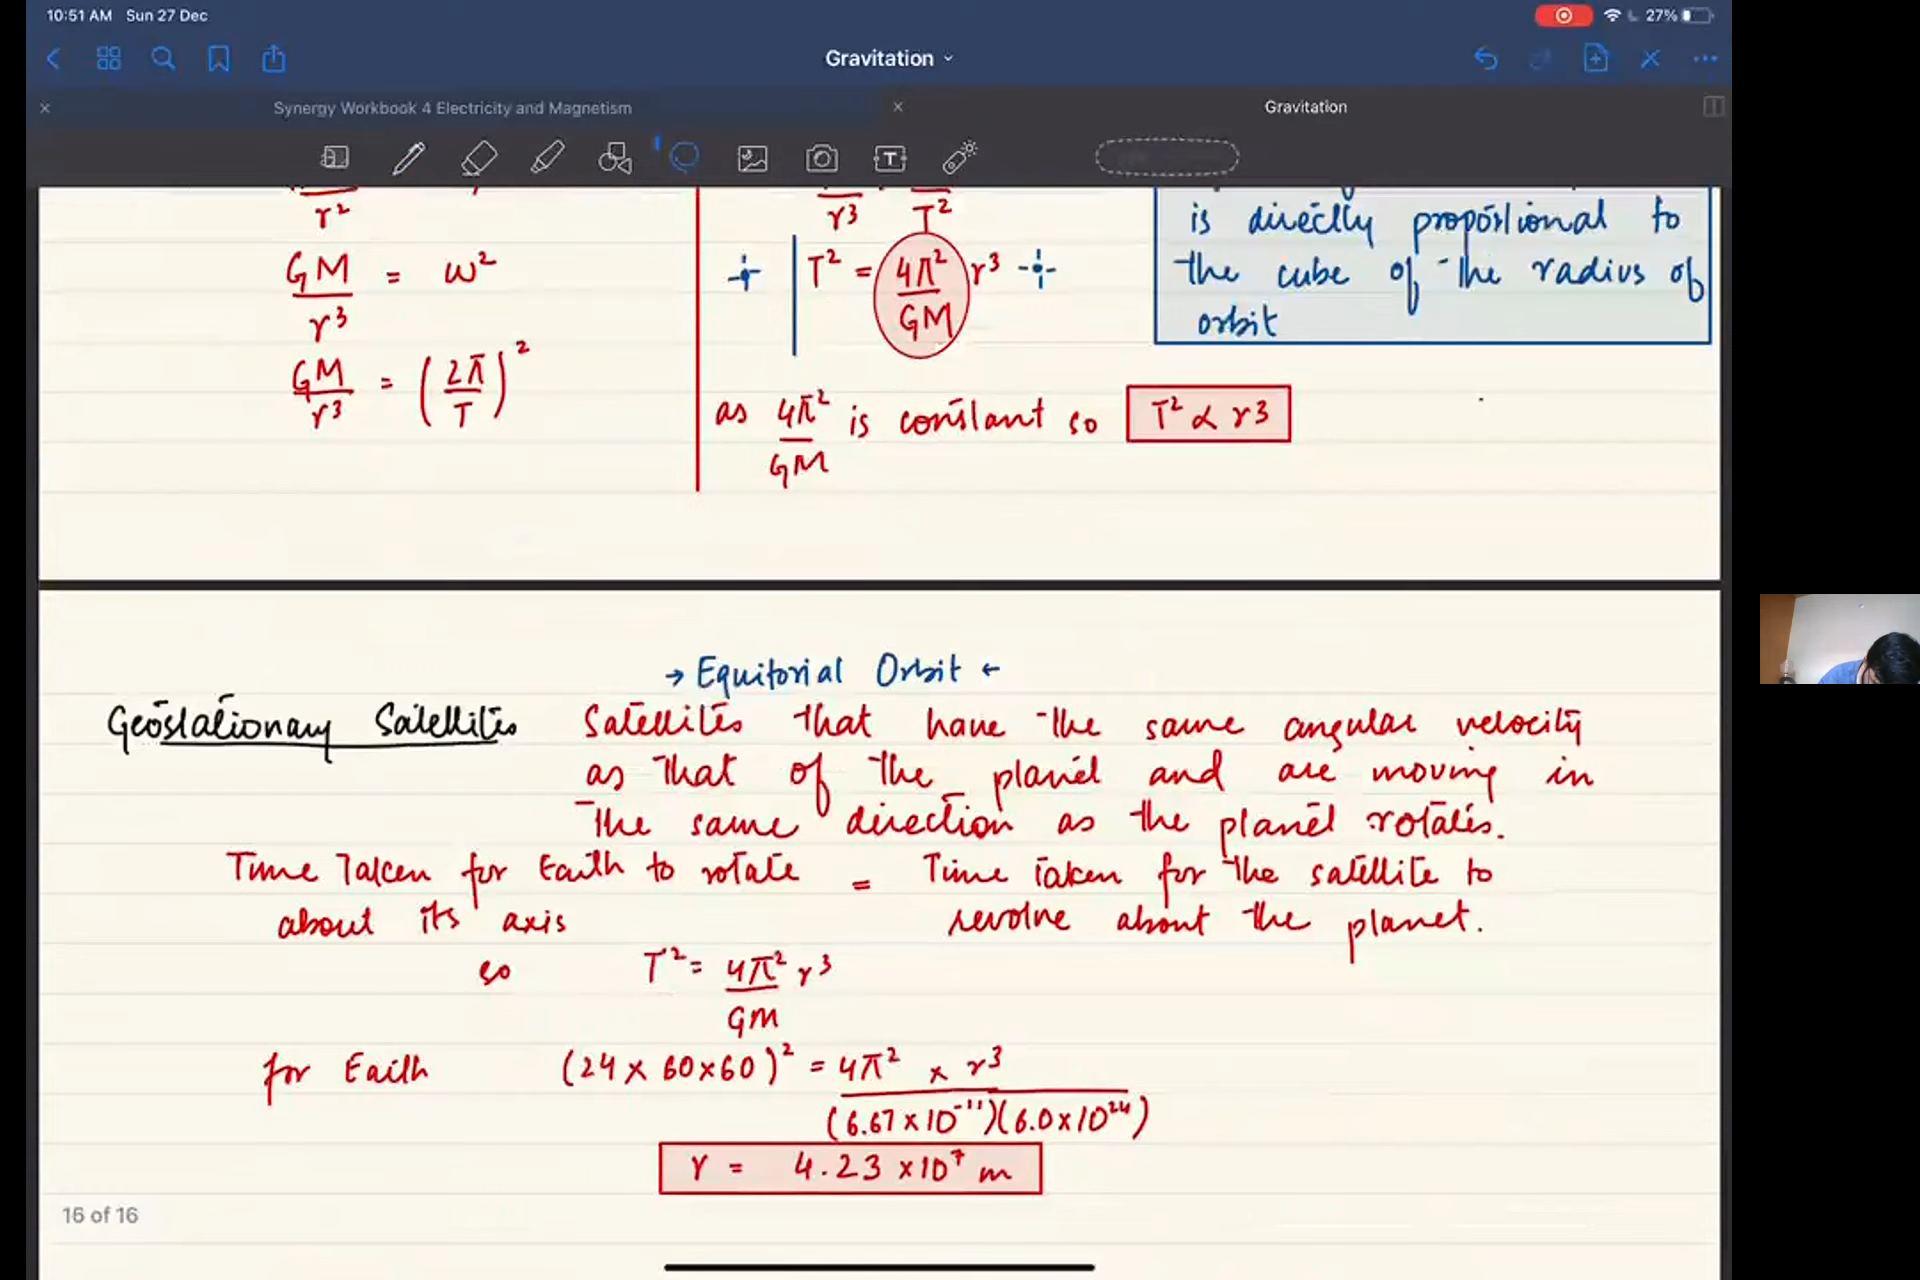 10:51 AM Sun 27 Dec
27%
Gravitation
Synergy Workbook 4 Electricity and Magnetism
Gravitation
r²
GM/r³ = ω²
GM/r³ = (2π/T)²
r³ T²
T² = 4π²/GM r³
as 4π²/GM is constant so T² ∝ r³
is directly proportional to
the cube of the radius of
orbit
→ Equitorial Orbit ←
Geostationary Satellites Satellites that have the same angular velocity
as that of the planet and are moving in
the same direction as the planet rotates.
Time Taken for Earth to rotate = Time taken for the satellite to
about its axis revolve about the planet.
so T² = 4π²/GM r³
for Earth (24 × 60 × 60)² = 4π² × r³/(6.67 × 10⁻¹¹)(6.0 × 10²⁴)
r = 4.23 × 10⁷ m
16 of 16